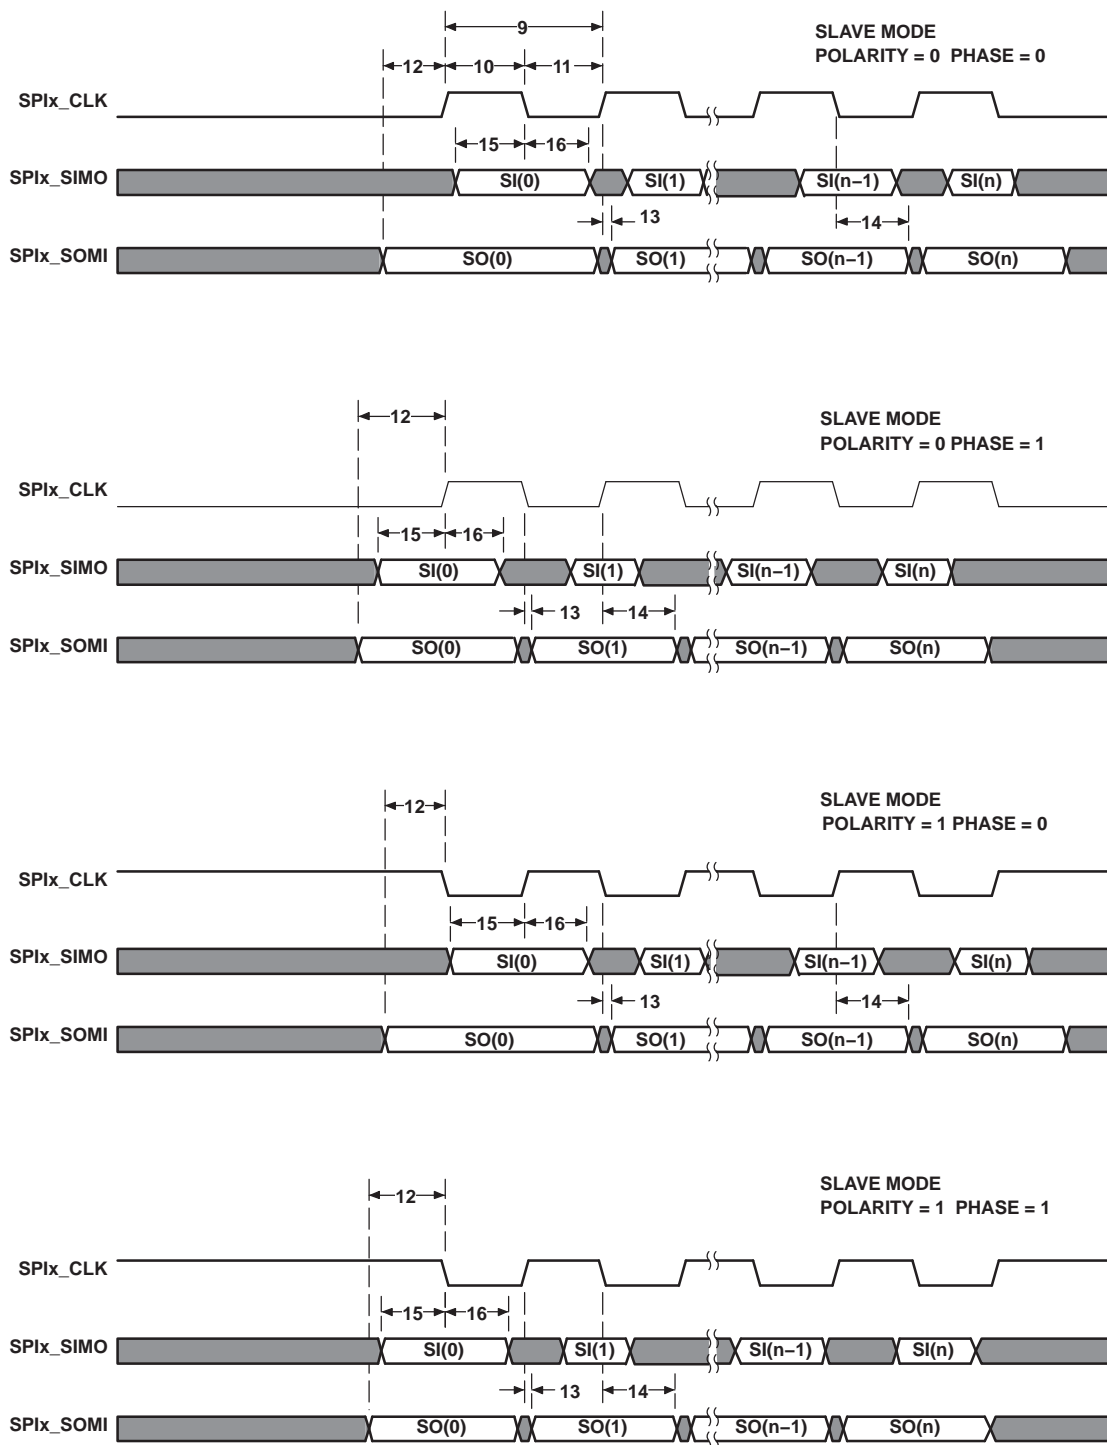 9
SLAVE MODE
POLARITY = 0 PHASE = 0
12 10 11
SPIx_CLK
15 16
SPIx_SIMO SI(0) SI(1) SI(n−1) SI(n)
13 14
SPIx_SOMI SO(0) SO(1) SO(n−1) SO(n)
12
SLAVE MODE
POLARITY = 0 PHASE = 1
SPIx_CLK
15 16
SPIx_SIMO SI(0) SI(1) SI(n−1) SI(n)
13 14
SPIx_SOMI SO(0) SO(1) SO(n−1) SO(n)
12
SLAVE MODE
POLARITY = 1 PHASE = 0
SPIx_CLK
15 16
SPIx_SIMO SI(0) SI(1) SI(n−1) SI(n)
13 14
SPIx_SOMI SO(0) SO(1) SO(n−1) SO(n)
12
SLAVE MODE
POLARITY = 1 PHASE = 1
SPIx_CLK
15 16
SPIx_SIMO SI(0) SI(1) SI(n−1) SI(n)
13 14
SPIx_SOMI SO(0) SO(1) SO(n−1) SO(n)